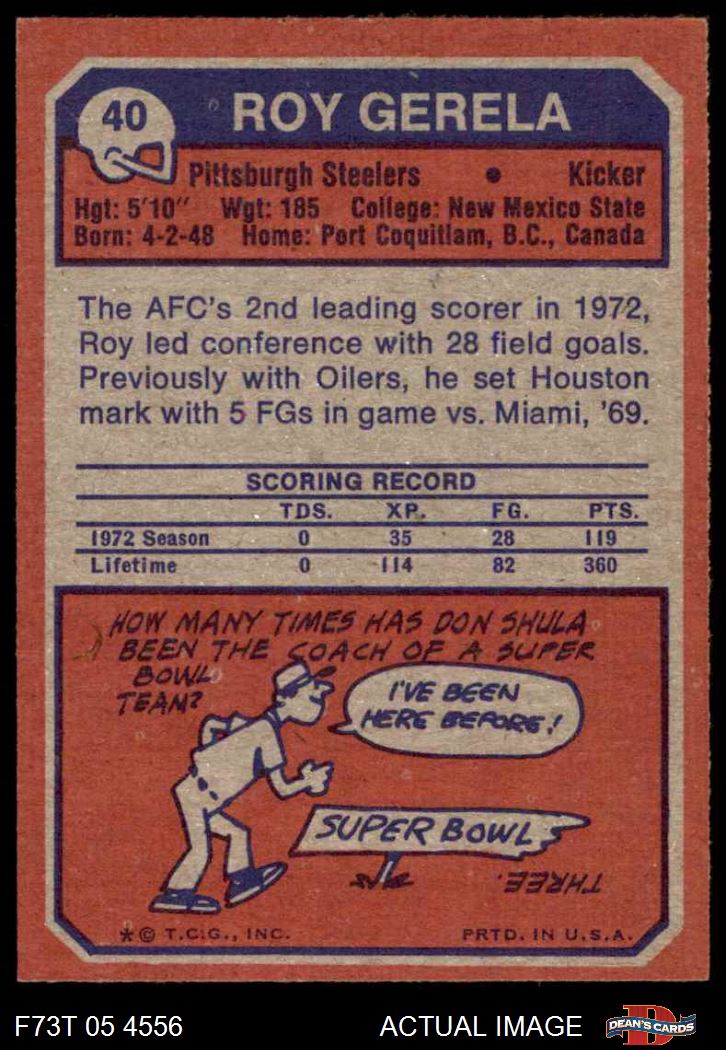 40
ROY GERELA
Pittsburgh Steelers • Kicker
Hgt: 5'10" Wgt: 185 College: New Mexico State
Born: 4-2-48 Home: Port Coquitlam, B.C., Canada
The AFC's 2nd leading scorer in 1972,
Roy led conference with 28 field goals.
Previously with Oilers, he set Houston
mark with 5 FGs in game vs. Miami, '69.
SCORING RECORD
TDS. XP. FG. PTS.
1972 Season 0 35 28 119
Lifetime 0 114 82 360
HOW MANY TIMES HAS DON SHULA
BEEN THE COACH OF A SUPER
BOWL
TEAM?
I'VE BEEN
HERE BEFORE!
SUPER BOWL
THREE.
* © T.C.G., INC. PRTD. IN U.S.A.
F73T 05 4556 ACTUAL IMAGE
D
DEAN'S CARDS